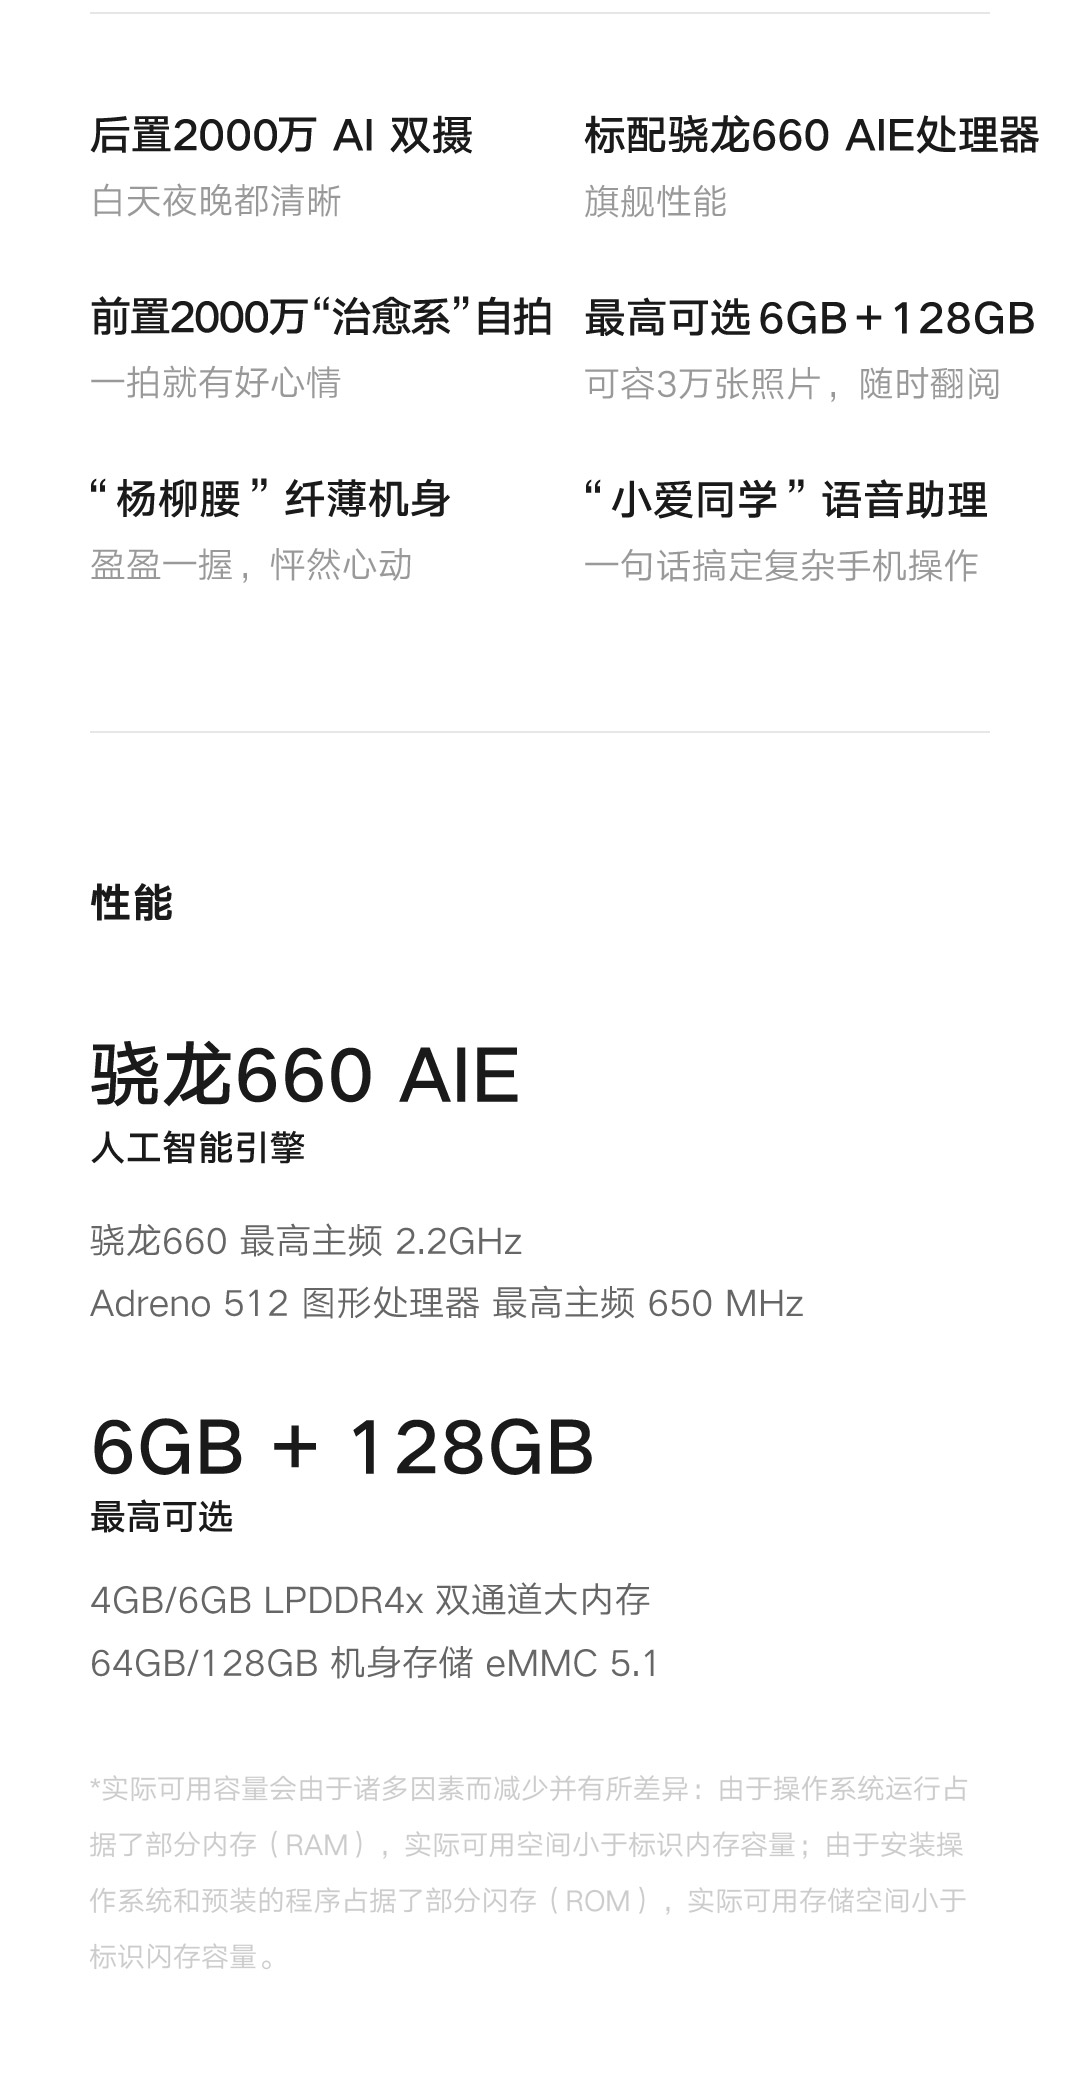 后置2000万 AI 双摄
白天夜晚都清晰
标配骁龙660 AIE处理器
旗舰性能
前置2000万“治愈系”自拍
一拍就有好心情
最高可选 6GB+128GB
可容3万张照片，随时翻阅
“杨柳腰”纤薄机身
盈盈一握，怦然心动
“小爱同学”语音助理
一句话搞定复杂手机操作
性能
骁龙660 AIE
人工智能引擎
骁龙660 最高主频 2.2GHz
Adreno 512 图形处理器 最高主频 650 MHz
6GB + 128GB
最高可选
4GB/6GB LPDDR4x 双通道大内存
64GB/128GB 机身存储 eMMC 5.1
*实际可用容量会由于诸多因素而减少并有所差异：由于操作系统运行占
据了部分内存（RAM），实际可用空间小于标识内存容量；由于安装操
作系统和预装的程序占据了部分闪存（ROM），实际可用存储空间小于
标识闪存容量。